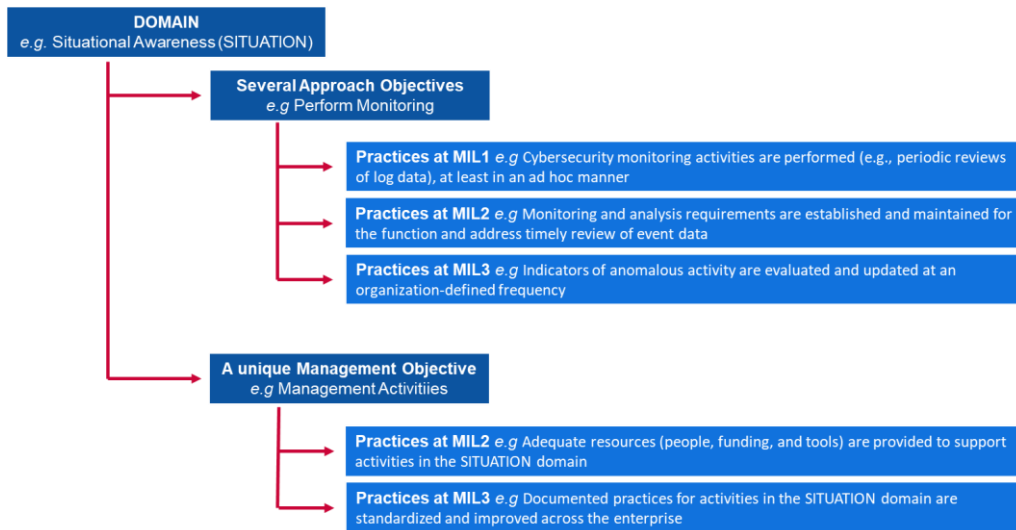 DOMAIN
e.g. Situational Awareness (SITUATION)
Several Approach Objectives
e.g Perform Monitoring
Practices at MIL1 e.g Cybersecurity monitoring activities are performed (e.g., periodic reviews
of log data), at least in an ad hoc manner
Practices at MIL2 e.g Monitoring and analysis requirements are established and maintained for
the function and address timely review of event data
Practices at MIL3 e.g Indicators of anomalous activity are evaluated and updated at an
organization-defined frequency
A unique Management Objective
e.g Management Activitiies
Practices at MIL2 e.g Adequate resources (people, funding, and tools) are provided to support
activities in the SITUATION domain
Practices at MIL3 e.g Documented practices for activities in the SITUATION domain are
standardized and improved across the enterprise